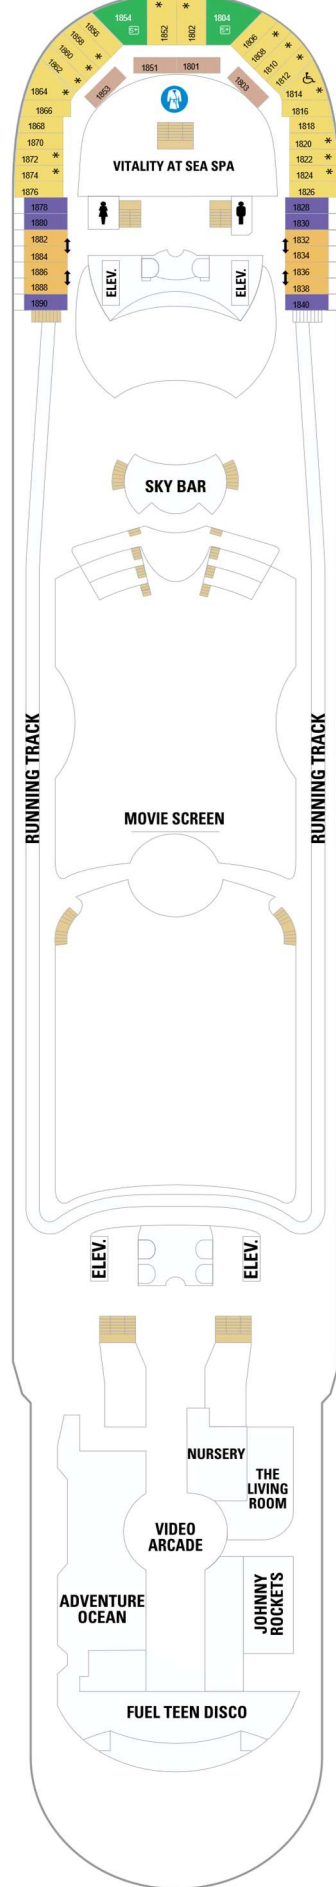 1854
1852
1802
1804
1856
1858
1860
1862
1864
1866
1868
1870
1872
1874
1876
1878
1880
1882
1884
1886
1888
1890
1853
1851
1801
1803
1806
1808
1810
1812
1814
1816
1818
1820
1822
1824
1826
1828
1830
1832
1834
1836
1838
1840
VITALITY AT SEA SPA
ELEV.
ELEV.
SKY BAR
RUNNING TRACK
RUNNING TRACK
MOVIE SCREEN
ELEV.
ELEV.
NURSERY
THE
LIVING
ROOM
VIDEO
ARCADE
ADVENTURE
OCEAN
JOHNNY
ROCKETS
FUEL TEEN DISCO